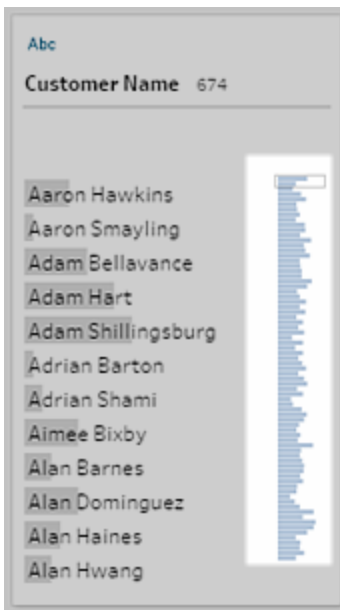 Abc
Customer Name 674
Aaron Hawkins
Aaron Smayling
Adam Bellavance
Adam Hart
Adam Shillingsburg
Adrian Barton
Adrian Shami
Aimee Bixby
Alan Barnes
Alan Dominguez
Alan Haines
Alan Hwang